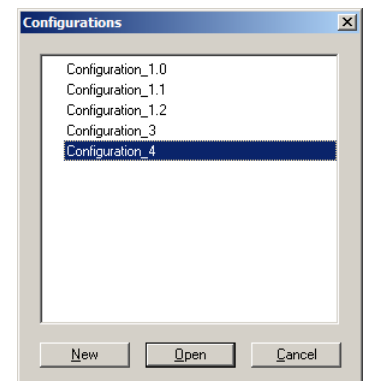 Configurations
Configuration_1.0
Configuration_1.1
Configuration_1.2
Configuration_3
Configuration_4
New Open Cancel